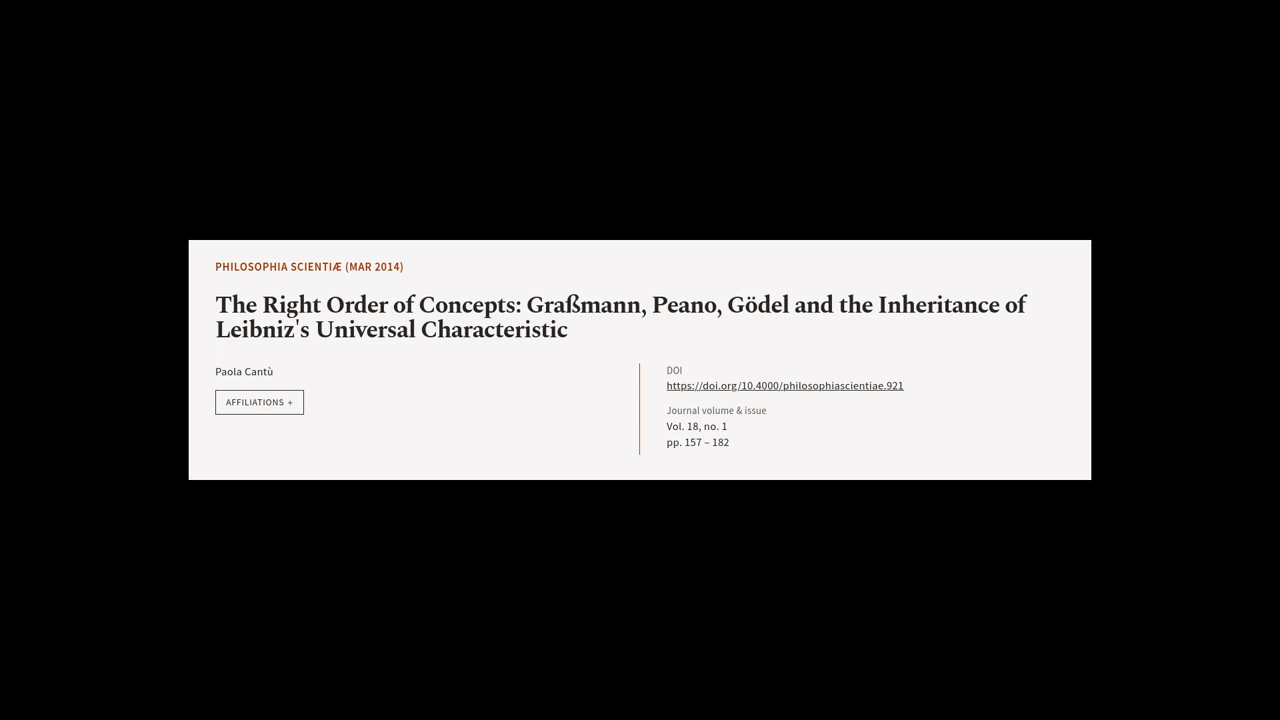 PHILOSOPHIA SCIENTIÆ (MAR 2014)
The Right Order of Concepts: Graßmann, Peano, Gödel and the Inheritance of
Leibniz's Universal Characteristic
Paola Cantù
AFFILIATIONS +
DOI
https://doi.org/10.4000/philosophiascientiae.921
Journal volume & issue
Vol. 18, no. 1
pp. 157 – 182